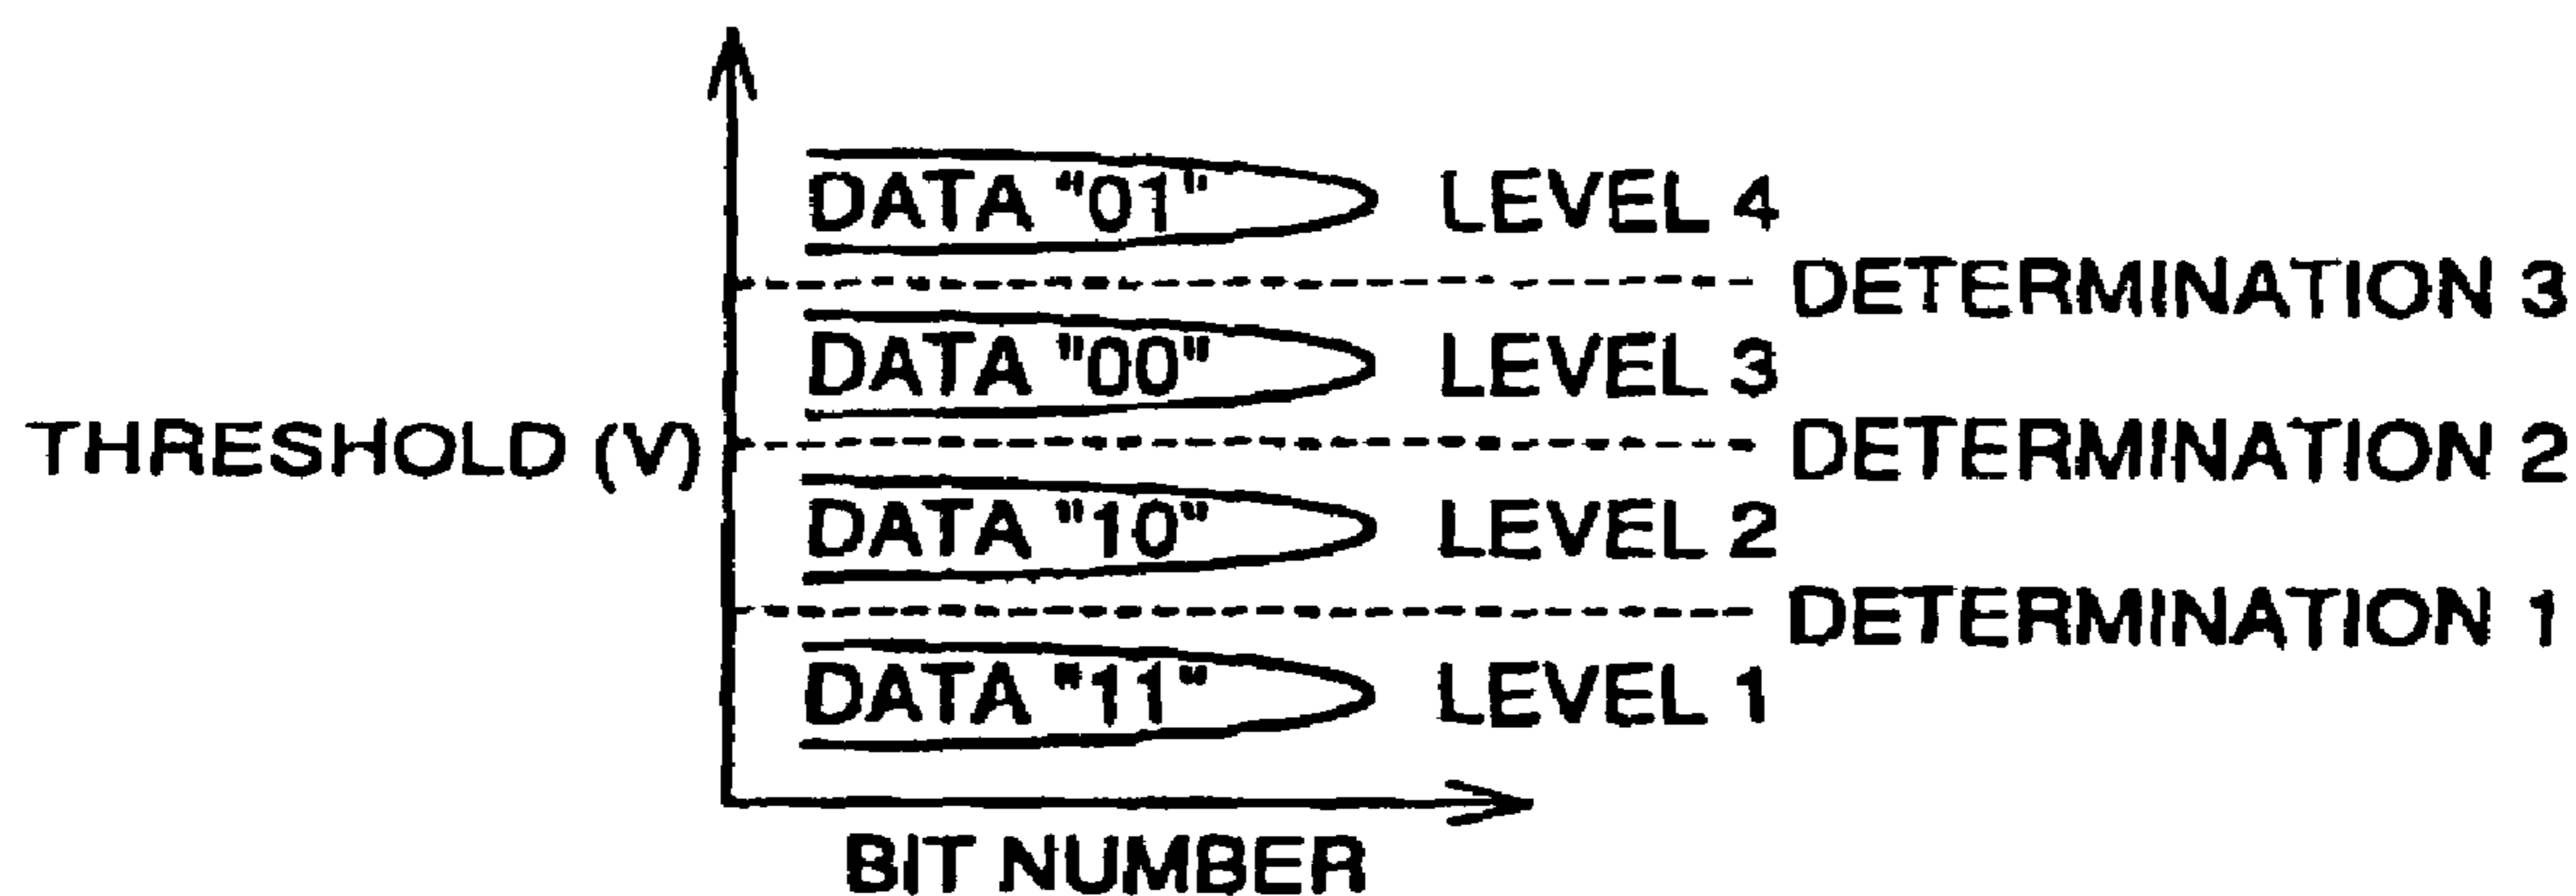 DATA "01" LEVEL 4
DETERMINATION 3
DATA "00" LEVEL 3
THRESHOLD (V)
DETERMINATION 2
DATA "10" LEVEL 2
DETERMINATION 1
DATA "11" LEVEL 1
BIT NUMBER